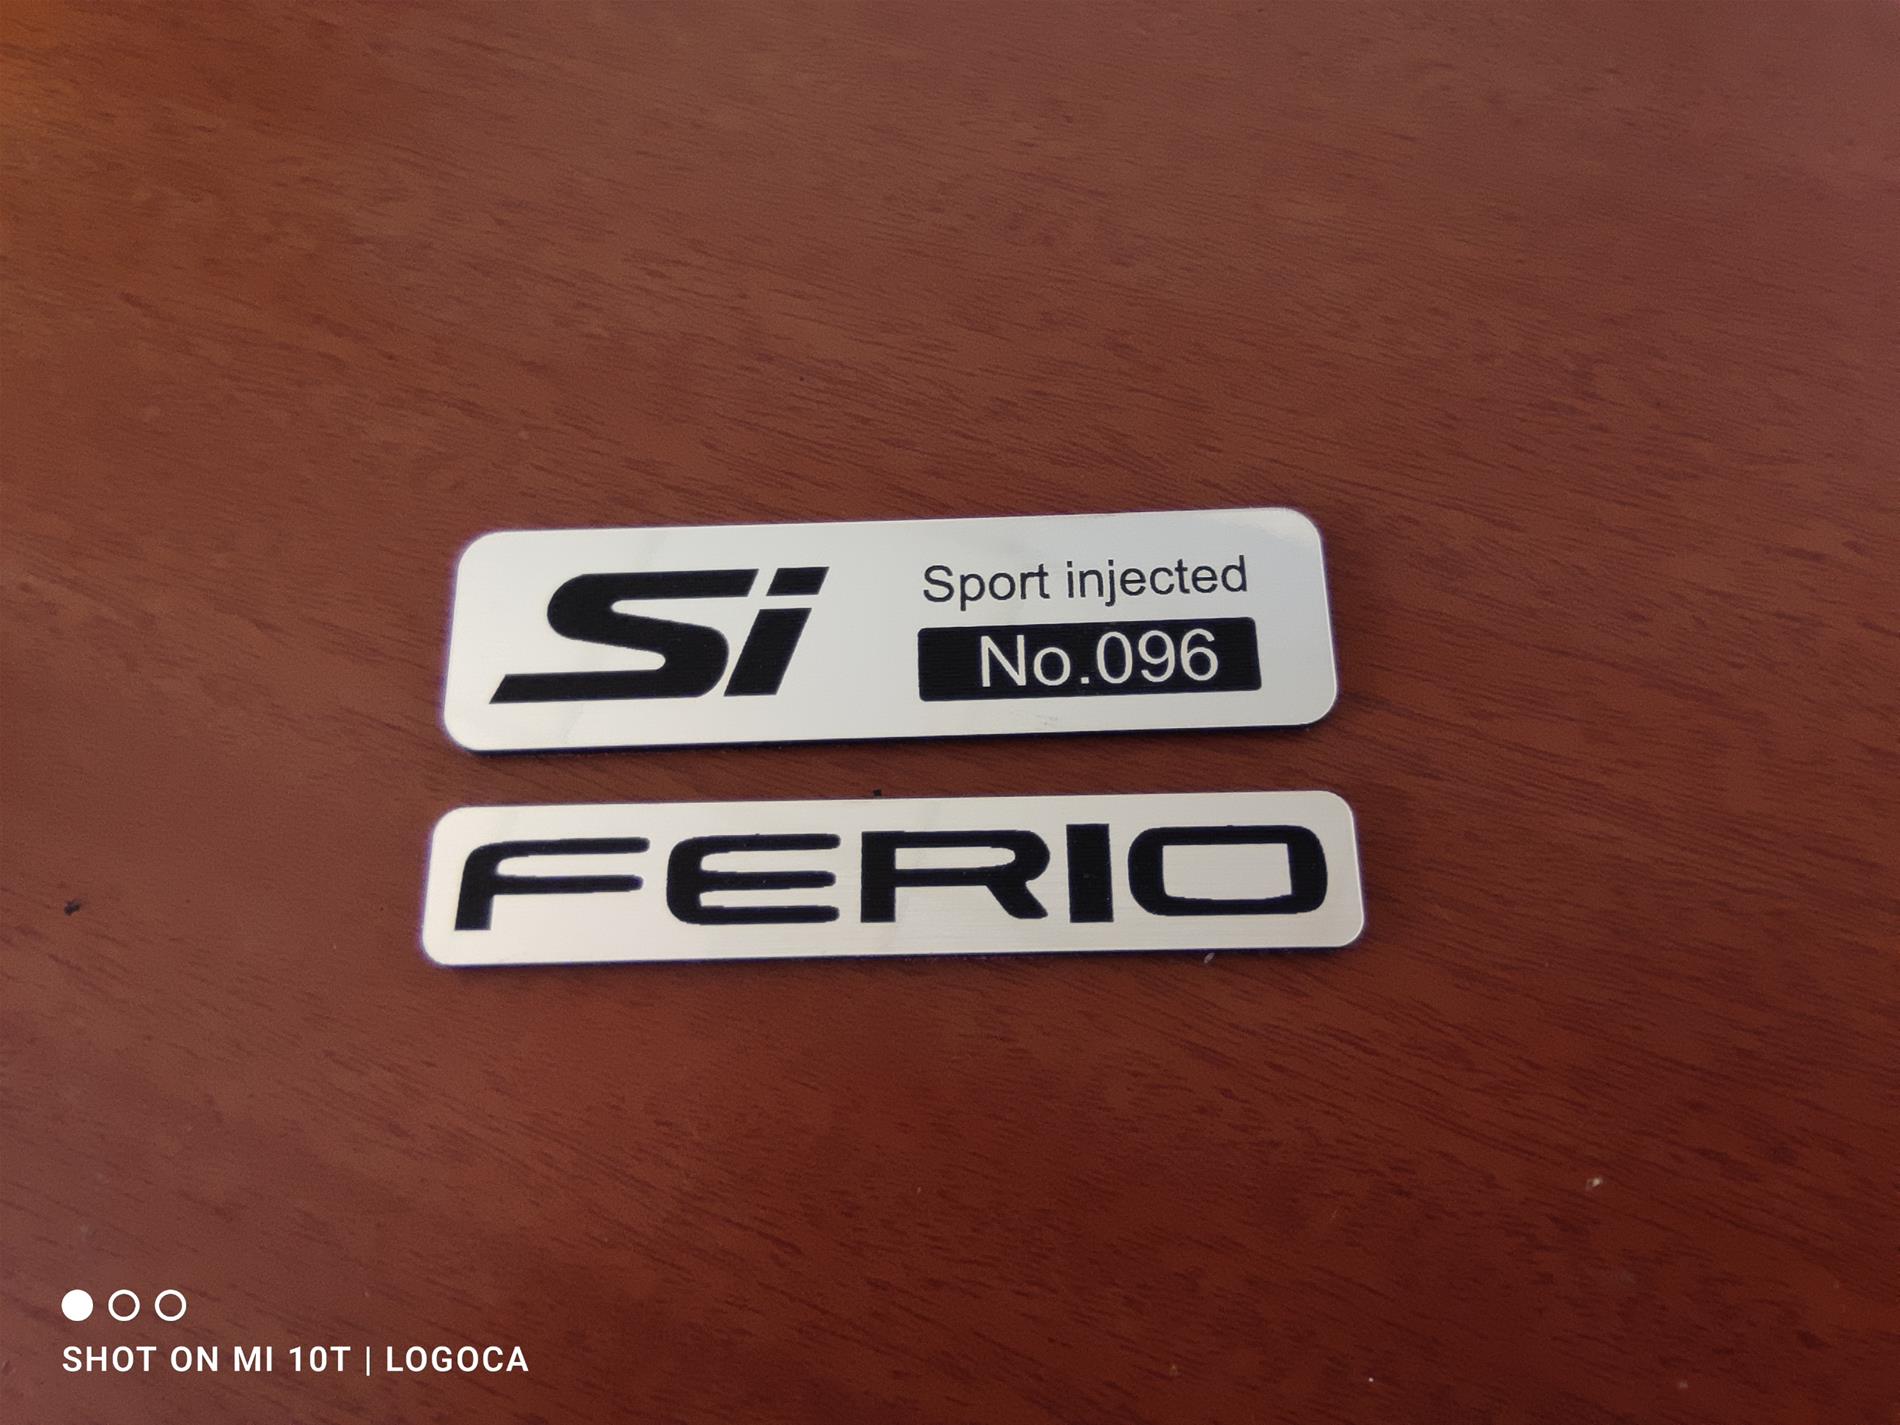 Si
Sport injected
No.096
FERIO
SHOT ON MI 10T | LOGOCA